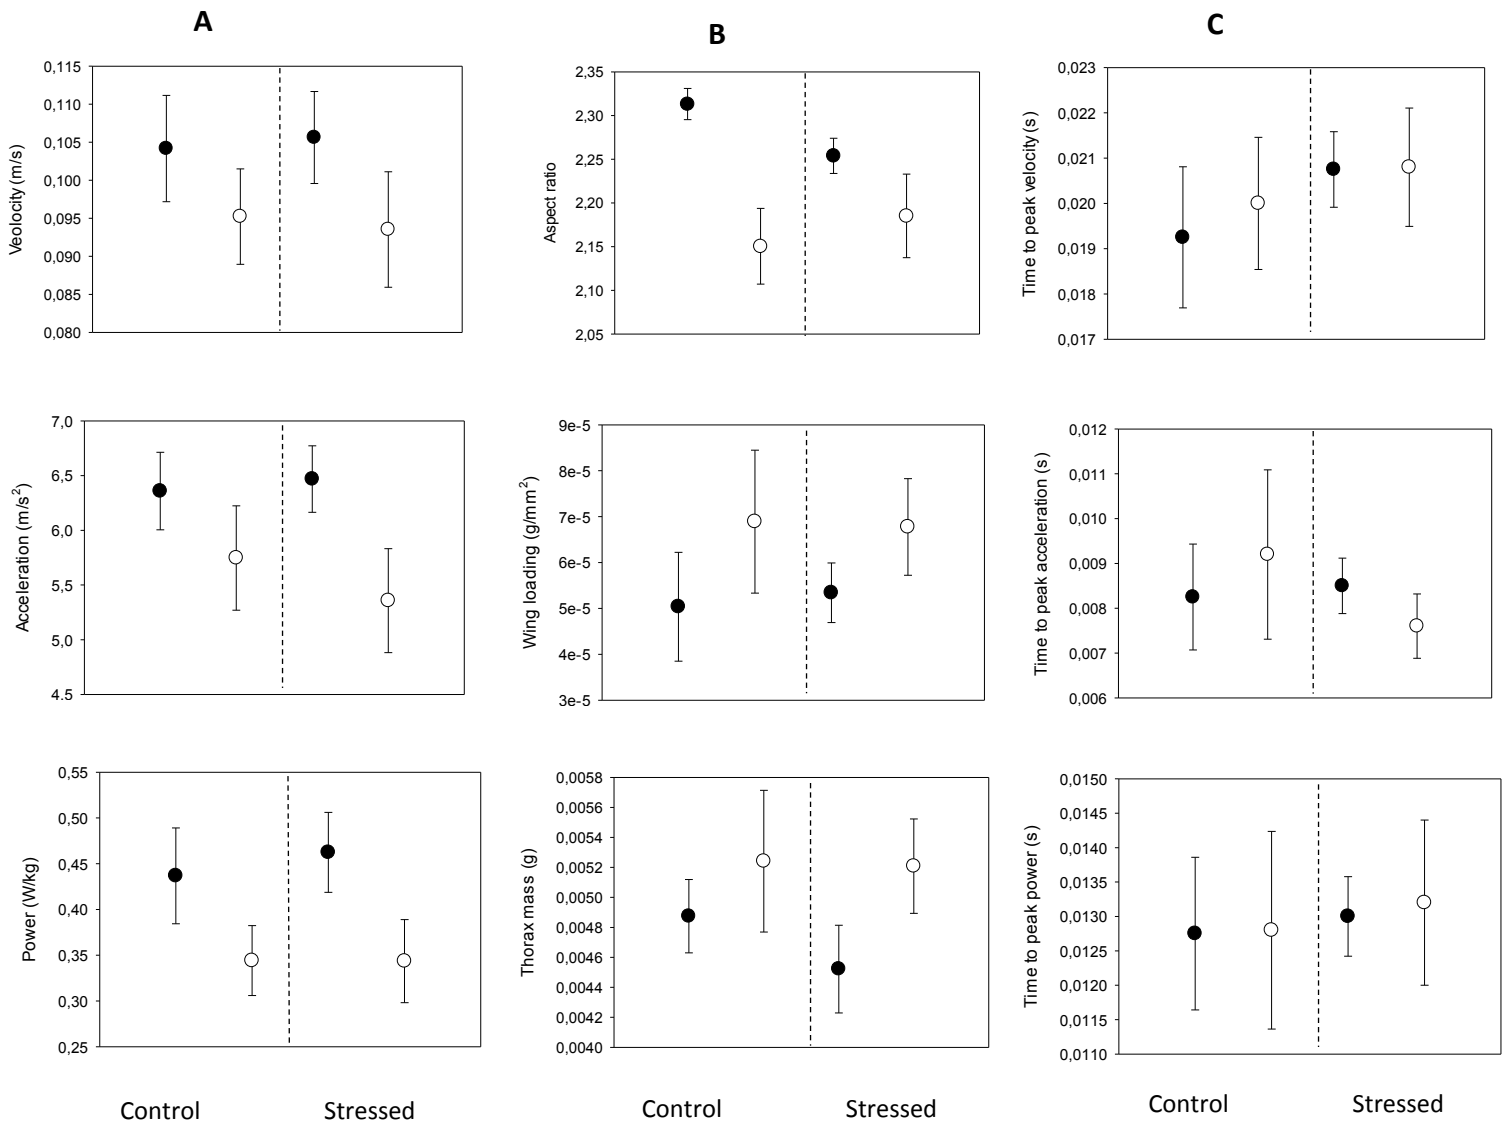 A
B
C
0,115
0,110
0,105
0,100
0,095
0,090
0,085
0,080
Veolocity (m/s)
2,35
2,30
2,25
2,20
2,15
2,10
2,05
Aspect ratio
0,023
0,022
0,021
0,020
0,019
0,018
0,017
Time to peak velocity (s)
7,0
6,5
6,0
5,5
5,0
4.5
Acceleration (m/s²)
9e-5
8e-5
7e-5
6e-5
5e-5
4e-5
3e-5
Wing loading (g/mm²)
0,012
0,011
0,010
0,009
0,008
0,007
0,006
Time to peak acceleration (s)
0,55
0,50
0,45
0,40
0,35
0,30
0,25
Power (W/kg)
0,0058
0,0056
0,0054
0,0052
0,0050
0,0048
0,0046
0,0044
0,0042
0,0040
Thorax mass (g)
0,0150
0,0145
0,0140
0,0135
0,0130
0,0125
0,0120
0,0115
0,0110
Time to peak power (s)
Control Stressed
Control Stressed
Control Stressed